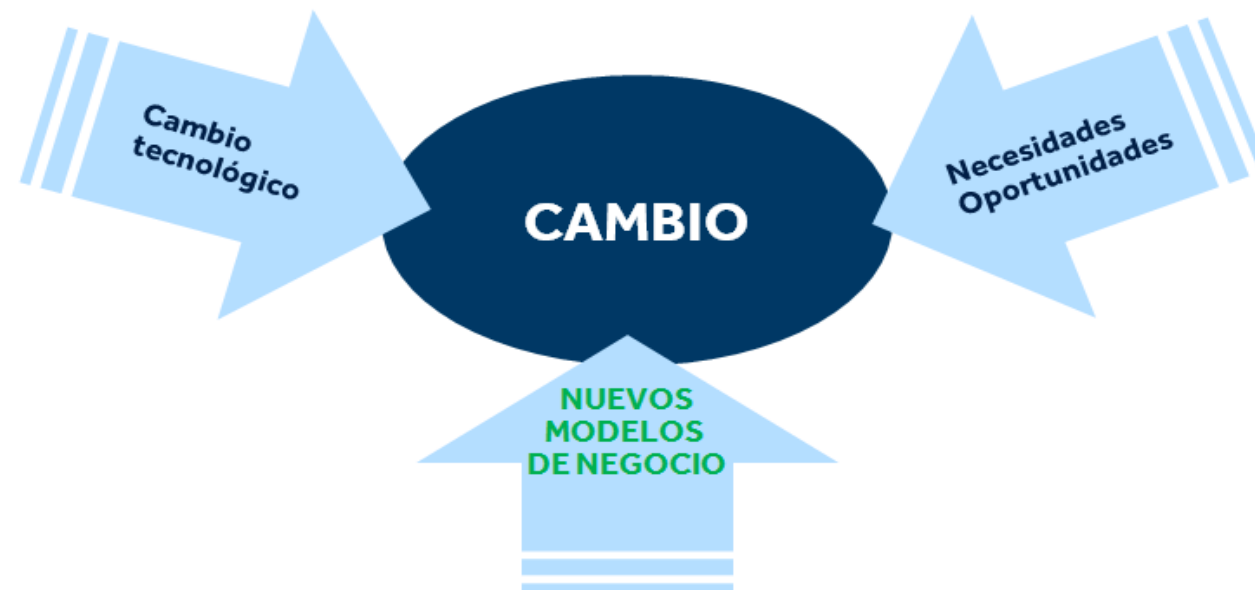 Cambio
tecnológico
CAMBIO
Necesidades
Oportunidades
NUEVOS
MODELOS
DE NEGOCIO